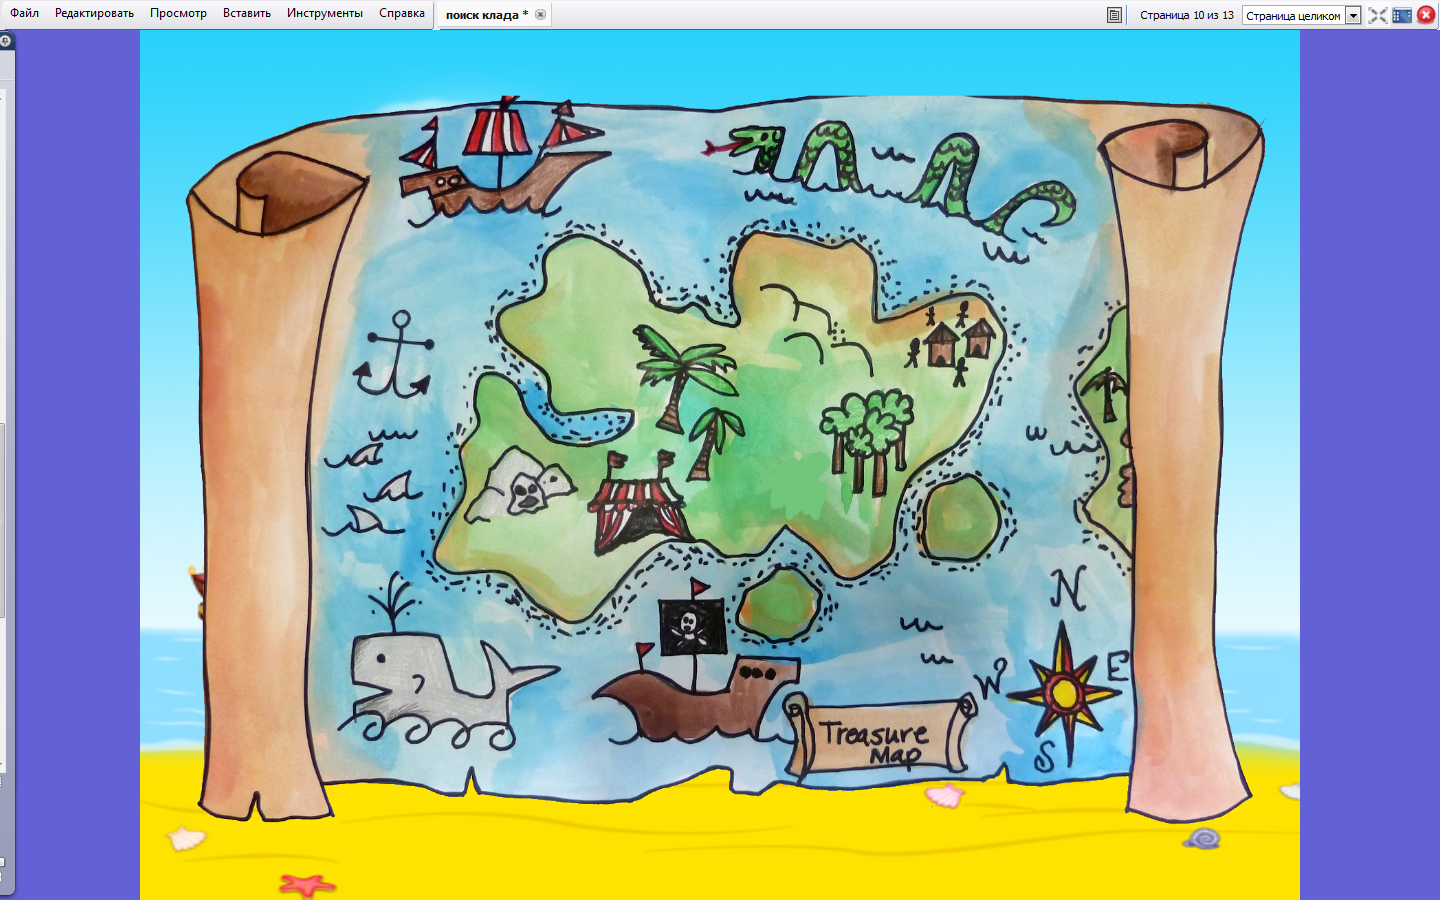 Файл Редактировать Просмотр Вставить Инструменты Справка поиск клада * Страница 10 из 13 Страница целиком
N
W E
S
Treasure
Map